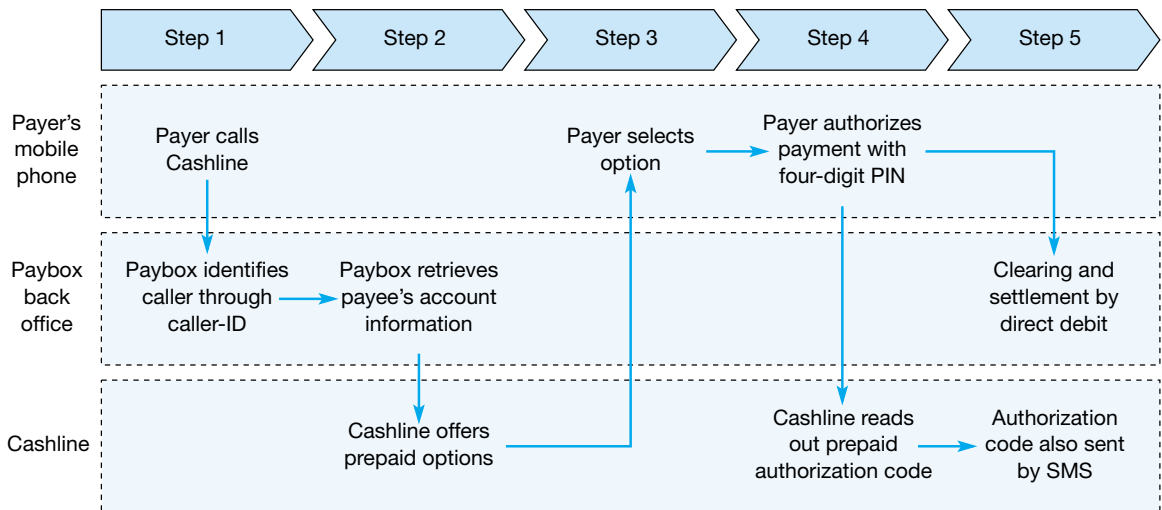 Step 1
Step 2
Step 3
Step 4
Step 5
Payer's
mobile
phone
Payer calls
Cashline
Payer selects
option
Payer authorizes
payment with
four-digit PIN
Paybox
back
office
Paybox identifies
caller through
caller-ID
Paybox retrieves
payee's account
information
Clearing and
settlement by
direct debit
Cashline
Cashline offers
prepaid options
Cashline reads
out prepaid
authorization code
Authorization
code also sent
by SMS